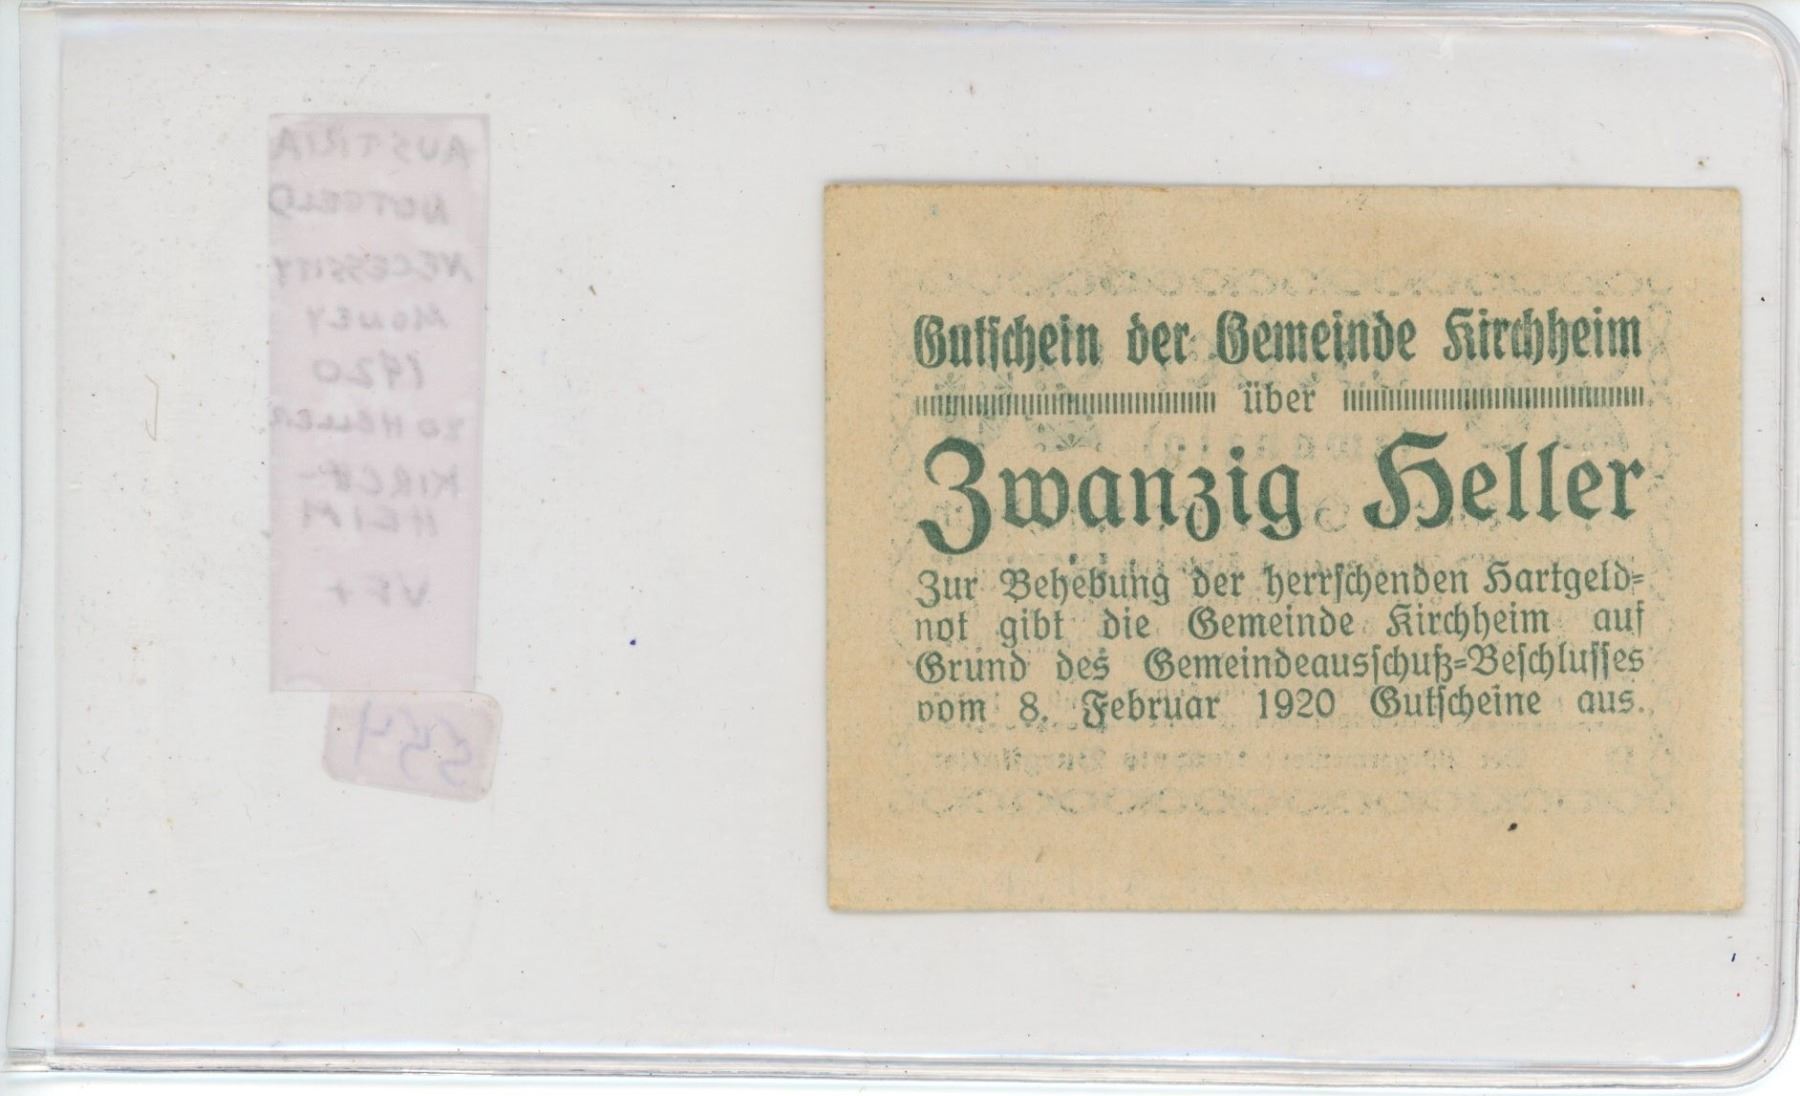 AUSTRIA
NOTGELD
NECESSITY
MONEY
1920
20 HELLER
KIRCH-
HEIM
VF+
554
Gutschein der Gemeinde Kirchheim
über
Zwanzig Heller
Zur Behebung der herrschenden Hartgeld=
not gibt die Gemeinde Kirchheim auf
Grund des Gemeindeausschuß=Beschlusses
vom 8. Februar 1920 Gutscheine aus.